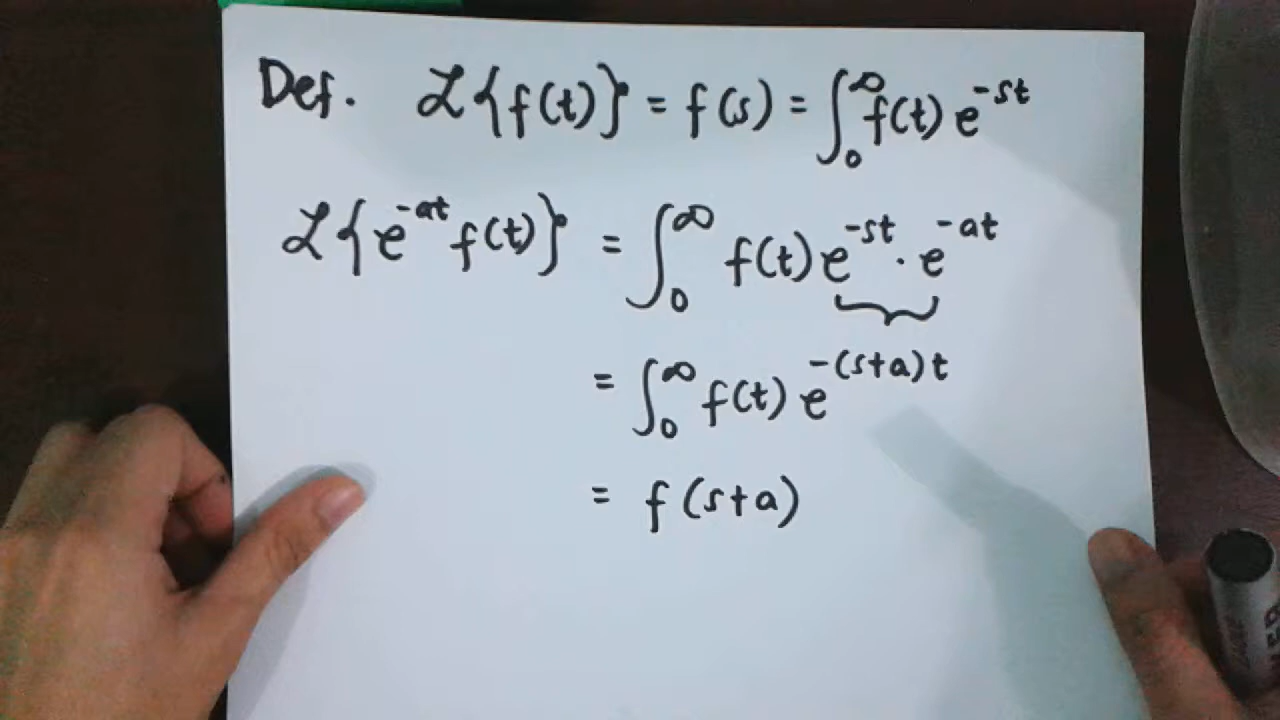 Def. ℒ{f(t)} = f(s) = ∫₀^∞ f(t) e^{-st}
ℒ{e^{-at} f(t)} = ∫₀^∞ f(t) e^{-st} · e^{-at}
= ∫₀^∞ f(t) e^{-(s+a)t}
= f(s+a)